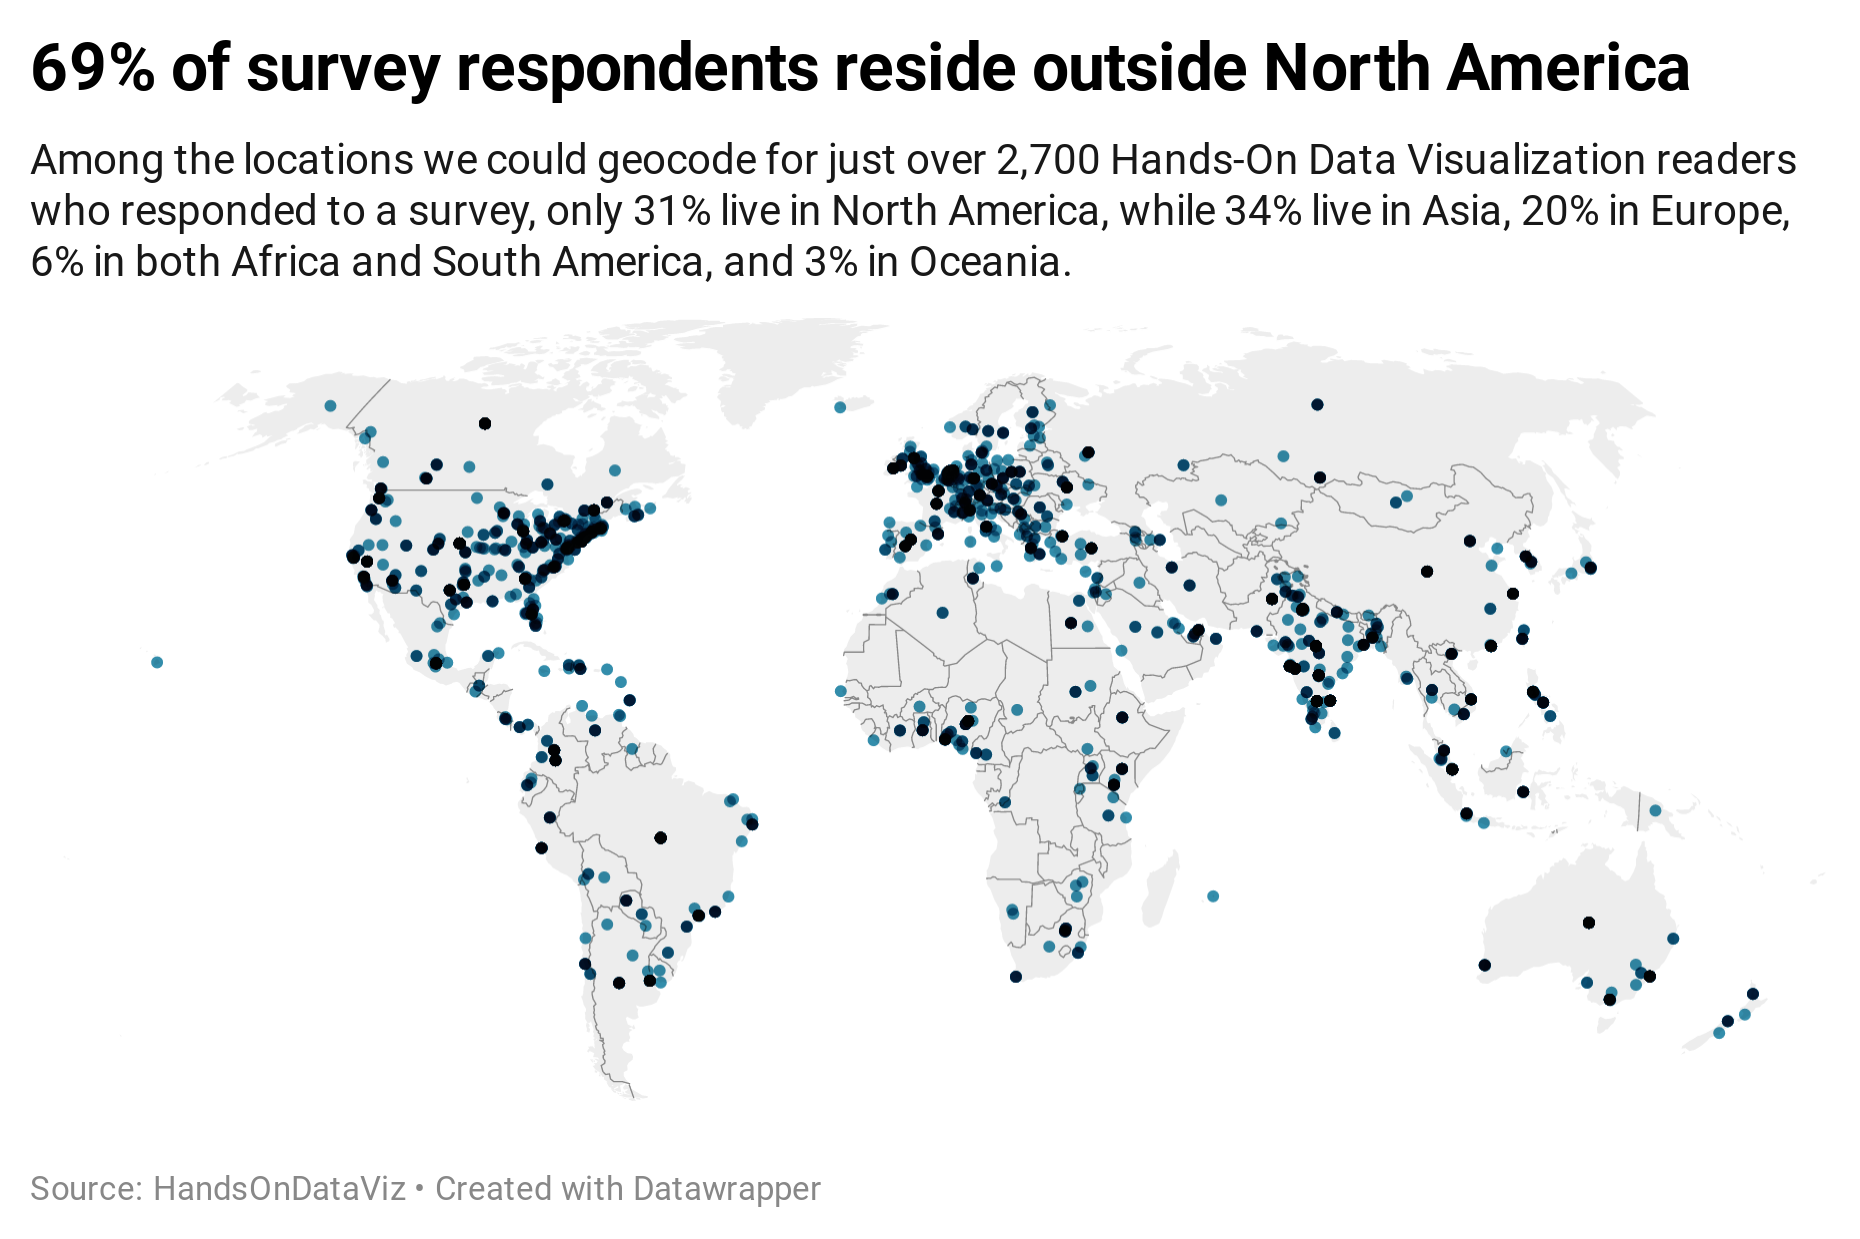 69% of survey respondents reside outside North America
Among the locations we could geocode for just over 2,700 Hands-On Data Visualization readers
who responded to a survey, only 31% live in North America, while 34% live in Asia, 20% in Europe,
6% in both Africa and South America, and 3% in Oceania.
Source: HandsOnDataViz • Created with Datawrapper